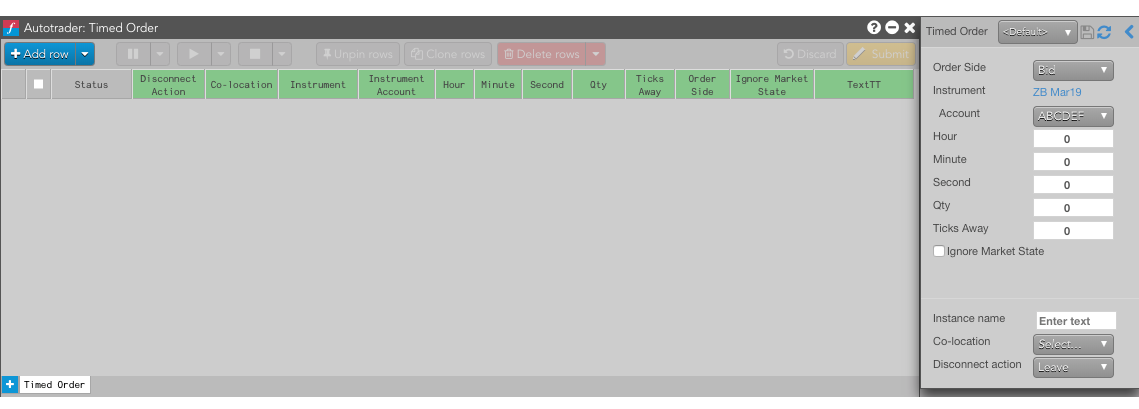 Autotrader: Timed Order
Add row
Unpin rows
Clone rows
Delete rows
Discard
Submit
Status
Disconnect
Action
Co-location
Instrument
Instrument
Account
Hour
Minute
Second
Qty
Ticks
Away
Order
Side
Ignore Market
State
TextTT
Timed Order
Timed Order
<Default>
Order Side
Bid
Instrument
ZB Mar19
Account
ABCDEF
Hour
0
Minute
0
Second
0
Qty
0
Ticks Away
0
Ignore Market State
Instance name
Enter text
Co-location
Select...
Disconnect action
Leave